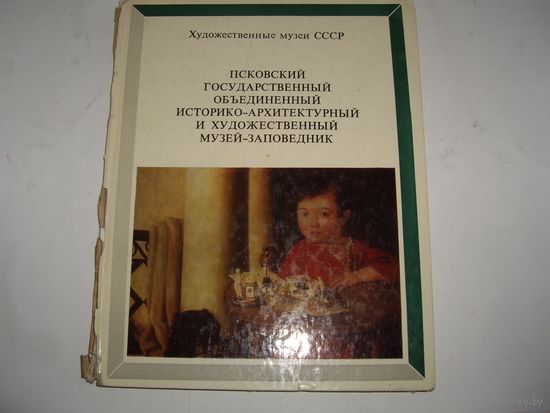 Художественные музеи СССР
ПСКОВСКИЙ
ГОСУДАРСТВЕННЫЙ
ОБЪЕДИНЕННЫЙ
ИСТОРИКО-АРХИТЕКТУРНЫЙ
И ХУДОЖЕСТВЕННЫЙ
МУЗЕЙ-ЗАПОВЕДНИК